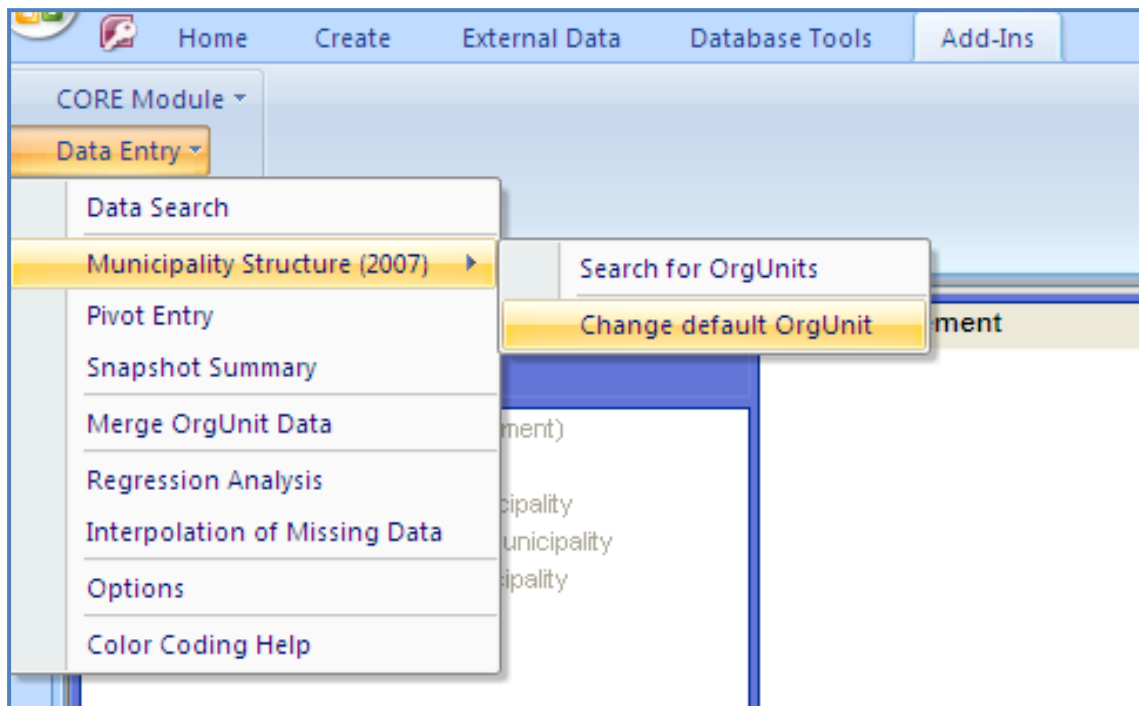 Home Create External Data Database Tools Add-Ins
CORE Module
Data Entry
Data Search
Municipality Structure (2007)
Search for OrgUnits
Change default OrgUnit
Pivot Entry
Snapshot Summary
Merge OrgUnit Data
Regression Analysis
Interpolation of Missing Data
Options
Color Coding Help